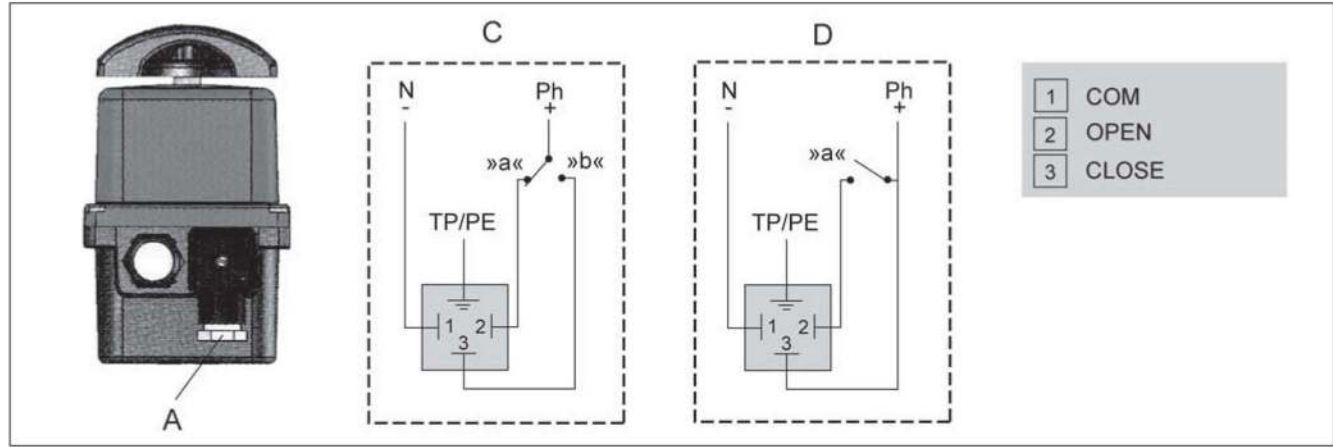 C
D
N
-
Ph
+
»a«
»b«
TP/PE
1
2
3
N
-
Ph
+
»a«
TP/PE
1
2
3
1 COM
2 OPEN
3 CLOSE
A